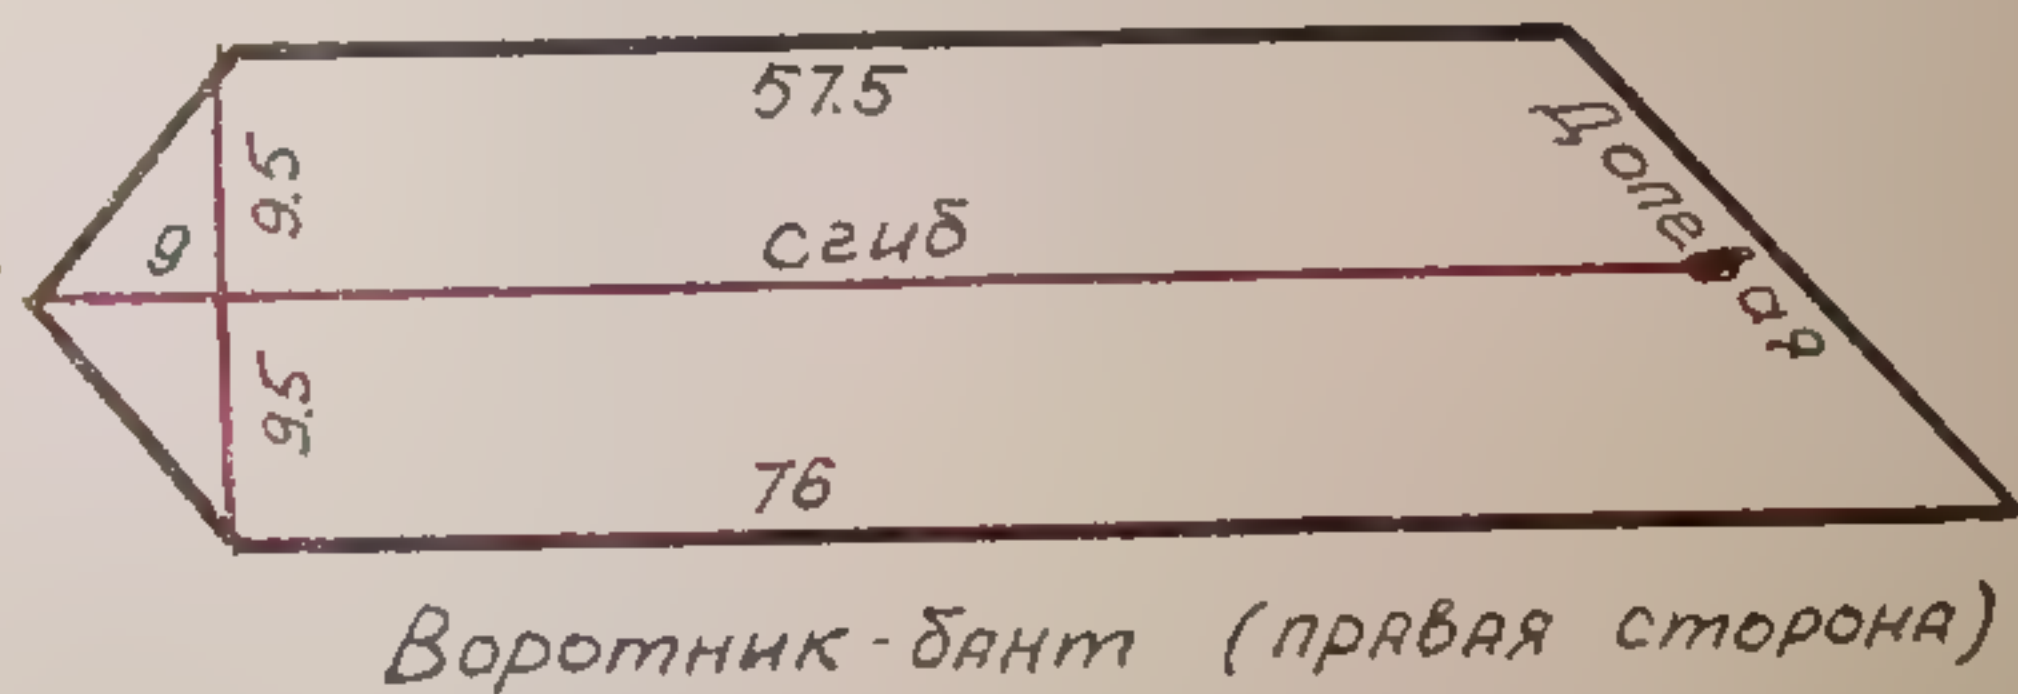 57.5
9.5
9
сгиб
Долевая
9.5
76
Воротник-бант (правая сторона)